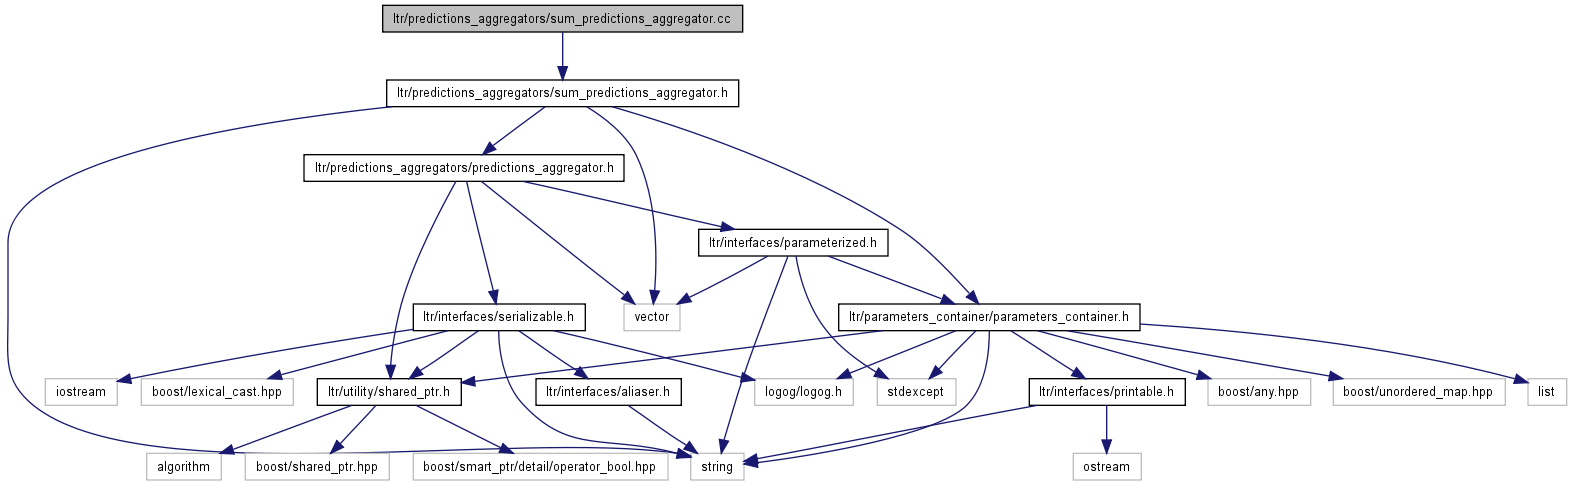 ltr/predictions_aggregators/sum_predictions_aggregator.cc
ltr/predictions_aggregators/sum_predictions_aggregator.h
ltr/predictions_aggregators/predictions_aggregator.h
ltr/interfaces/parameterized.h
ltr/interfaces/serializable.h
vector
ltr/parameters_container/parameters_container.h
iostream
boost/lexical_cast.hpp
ltr/utility/shared_ptr.h
ltr/interfaces/aliaser.h
logog/logog.h
stdexcept
ltr/interfaces/printable.h
boost/any.hpp
boost/unordered_map.hpp
list
algorithm
boost/shared_ptr.hpp
boost/smart_ptr/detail/operator_bool.hpp
string
ostream